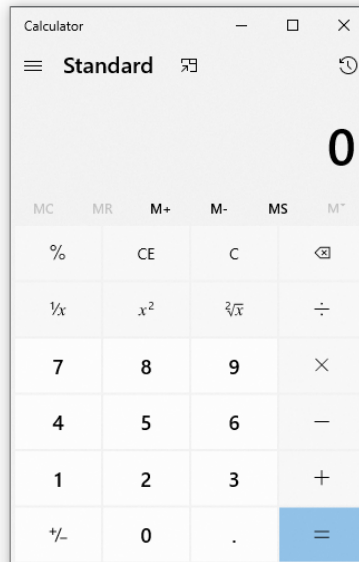 Calculator
Standard
0
MC MR M+ M- MS M˅
% CE C
¹/x x² ²√x ÷
7 8 9 ×
4 5 6 −
1 2 3 +
+/− 0 . =